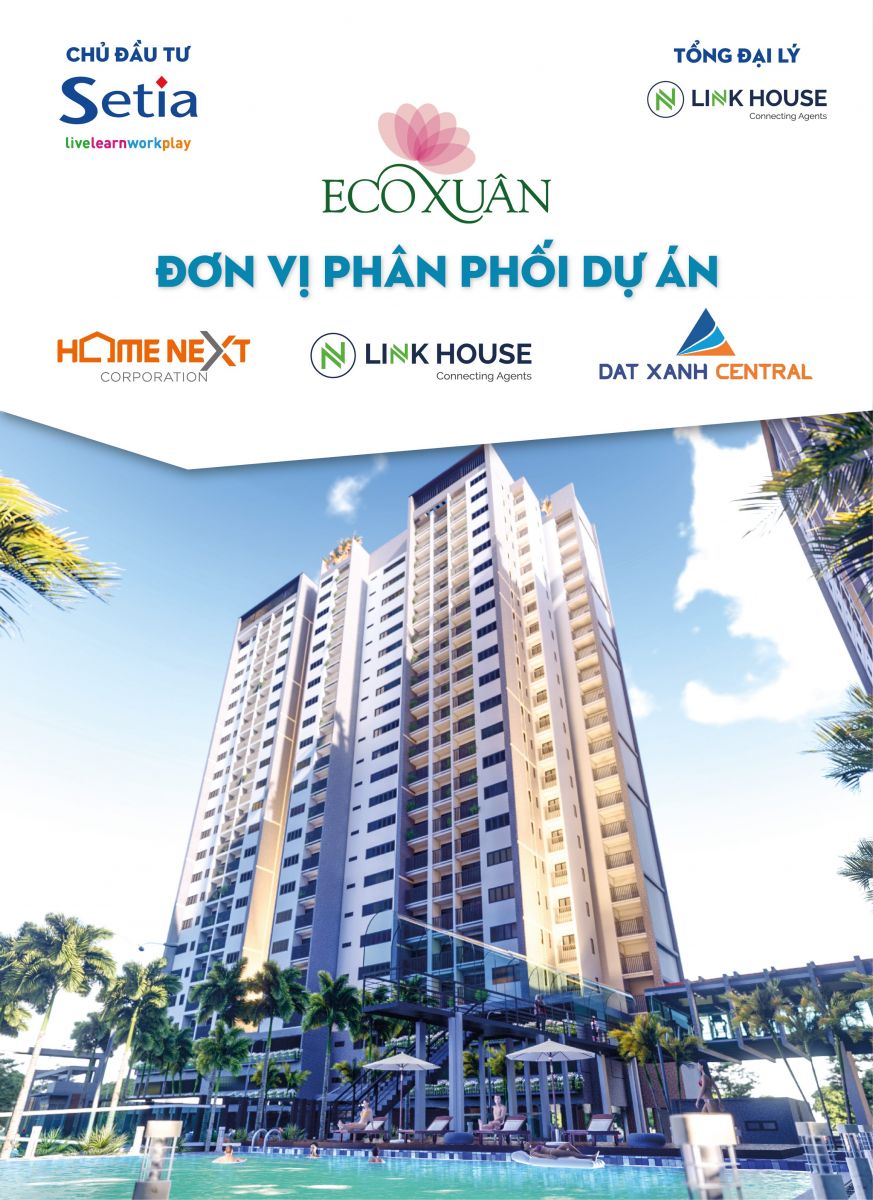 CHỦ ĐẦU TƯ
Setia
livelearnworkplay
TỔNG ĐẠI LÝ
LINK HOUSE
Connecting Agents
ECOXUÂN
ĐƠN VỊ PHÂN PHỐI DỰ ÁN
HOME NEXT
CORPORATION
LINK HOUSE
Connecting Agents
DAT XANH CENTRAL